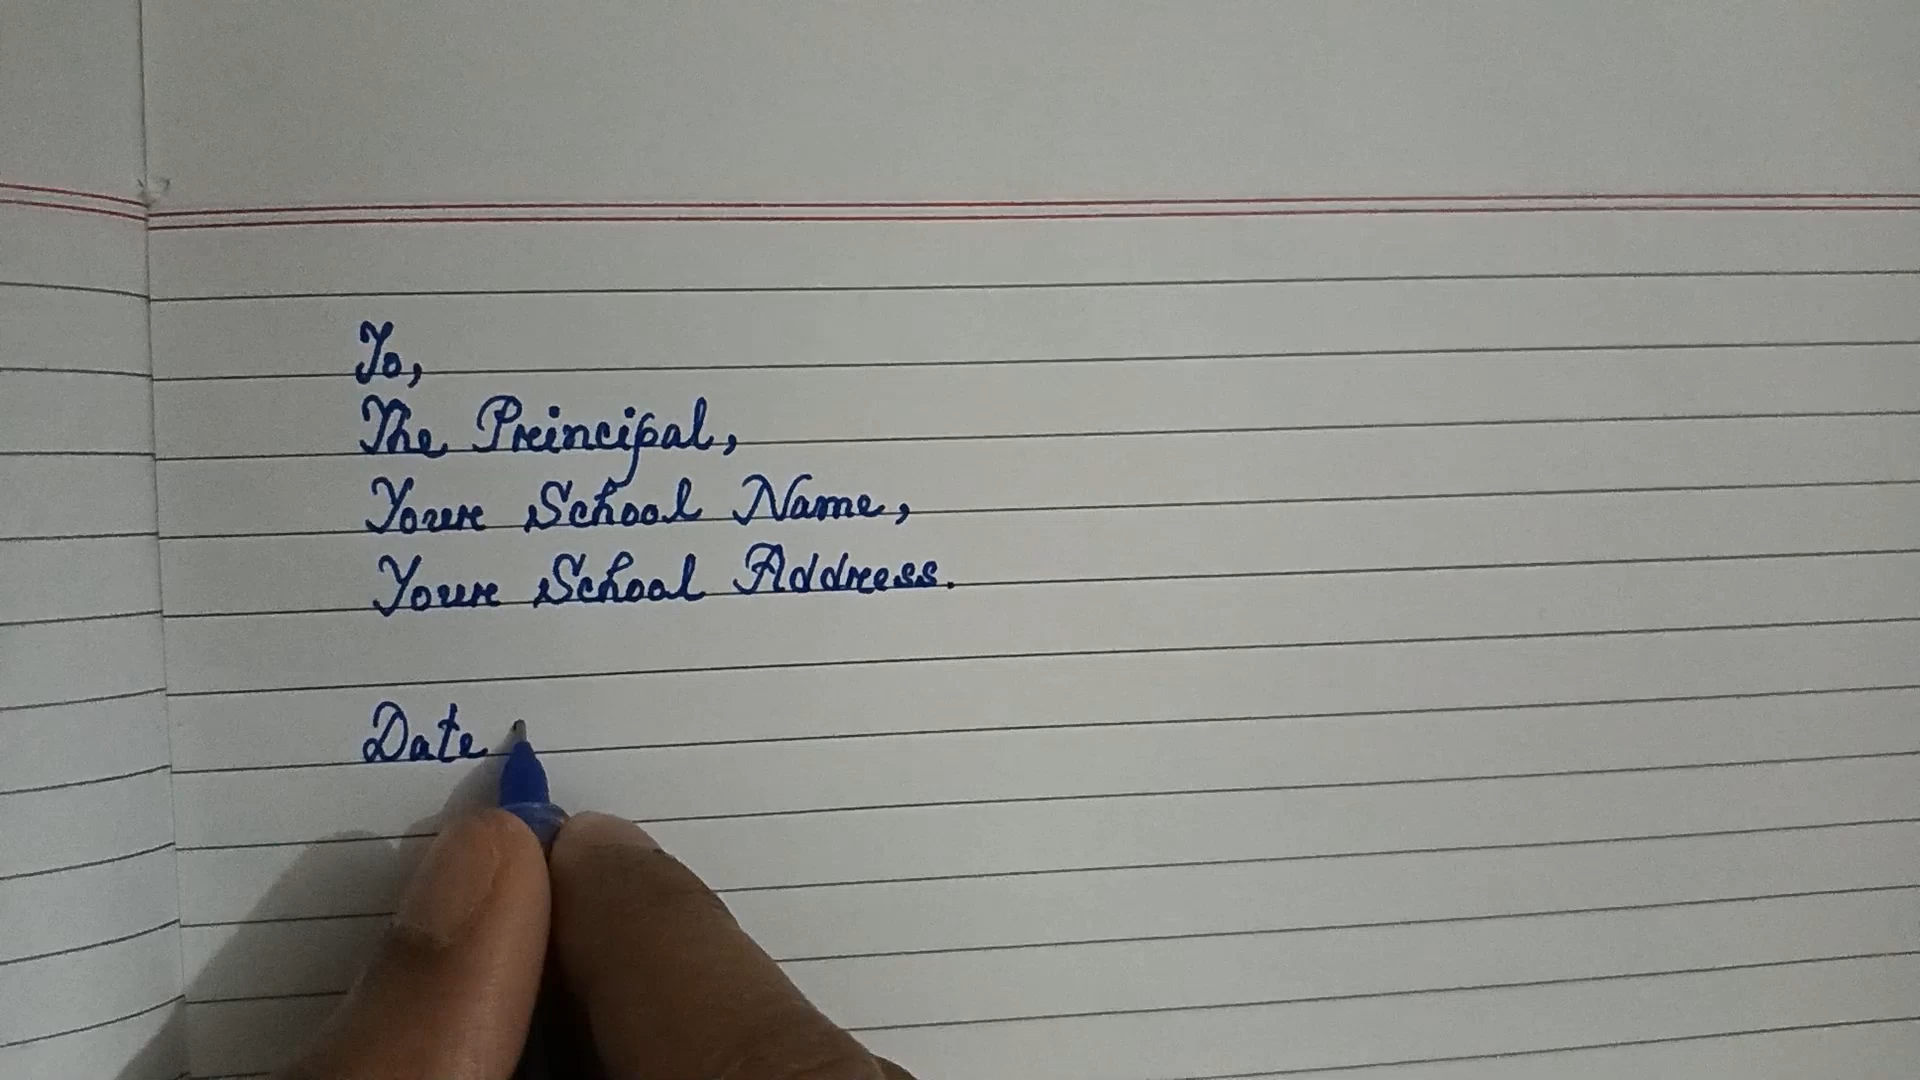 To,
The Principal,
Your School Name,
Your School Address.
Date